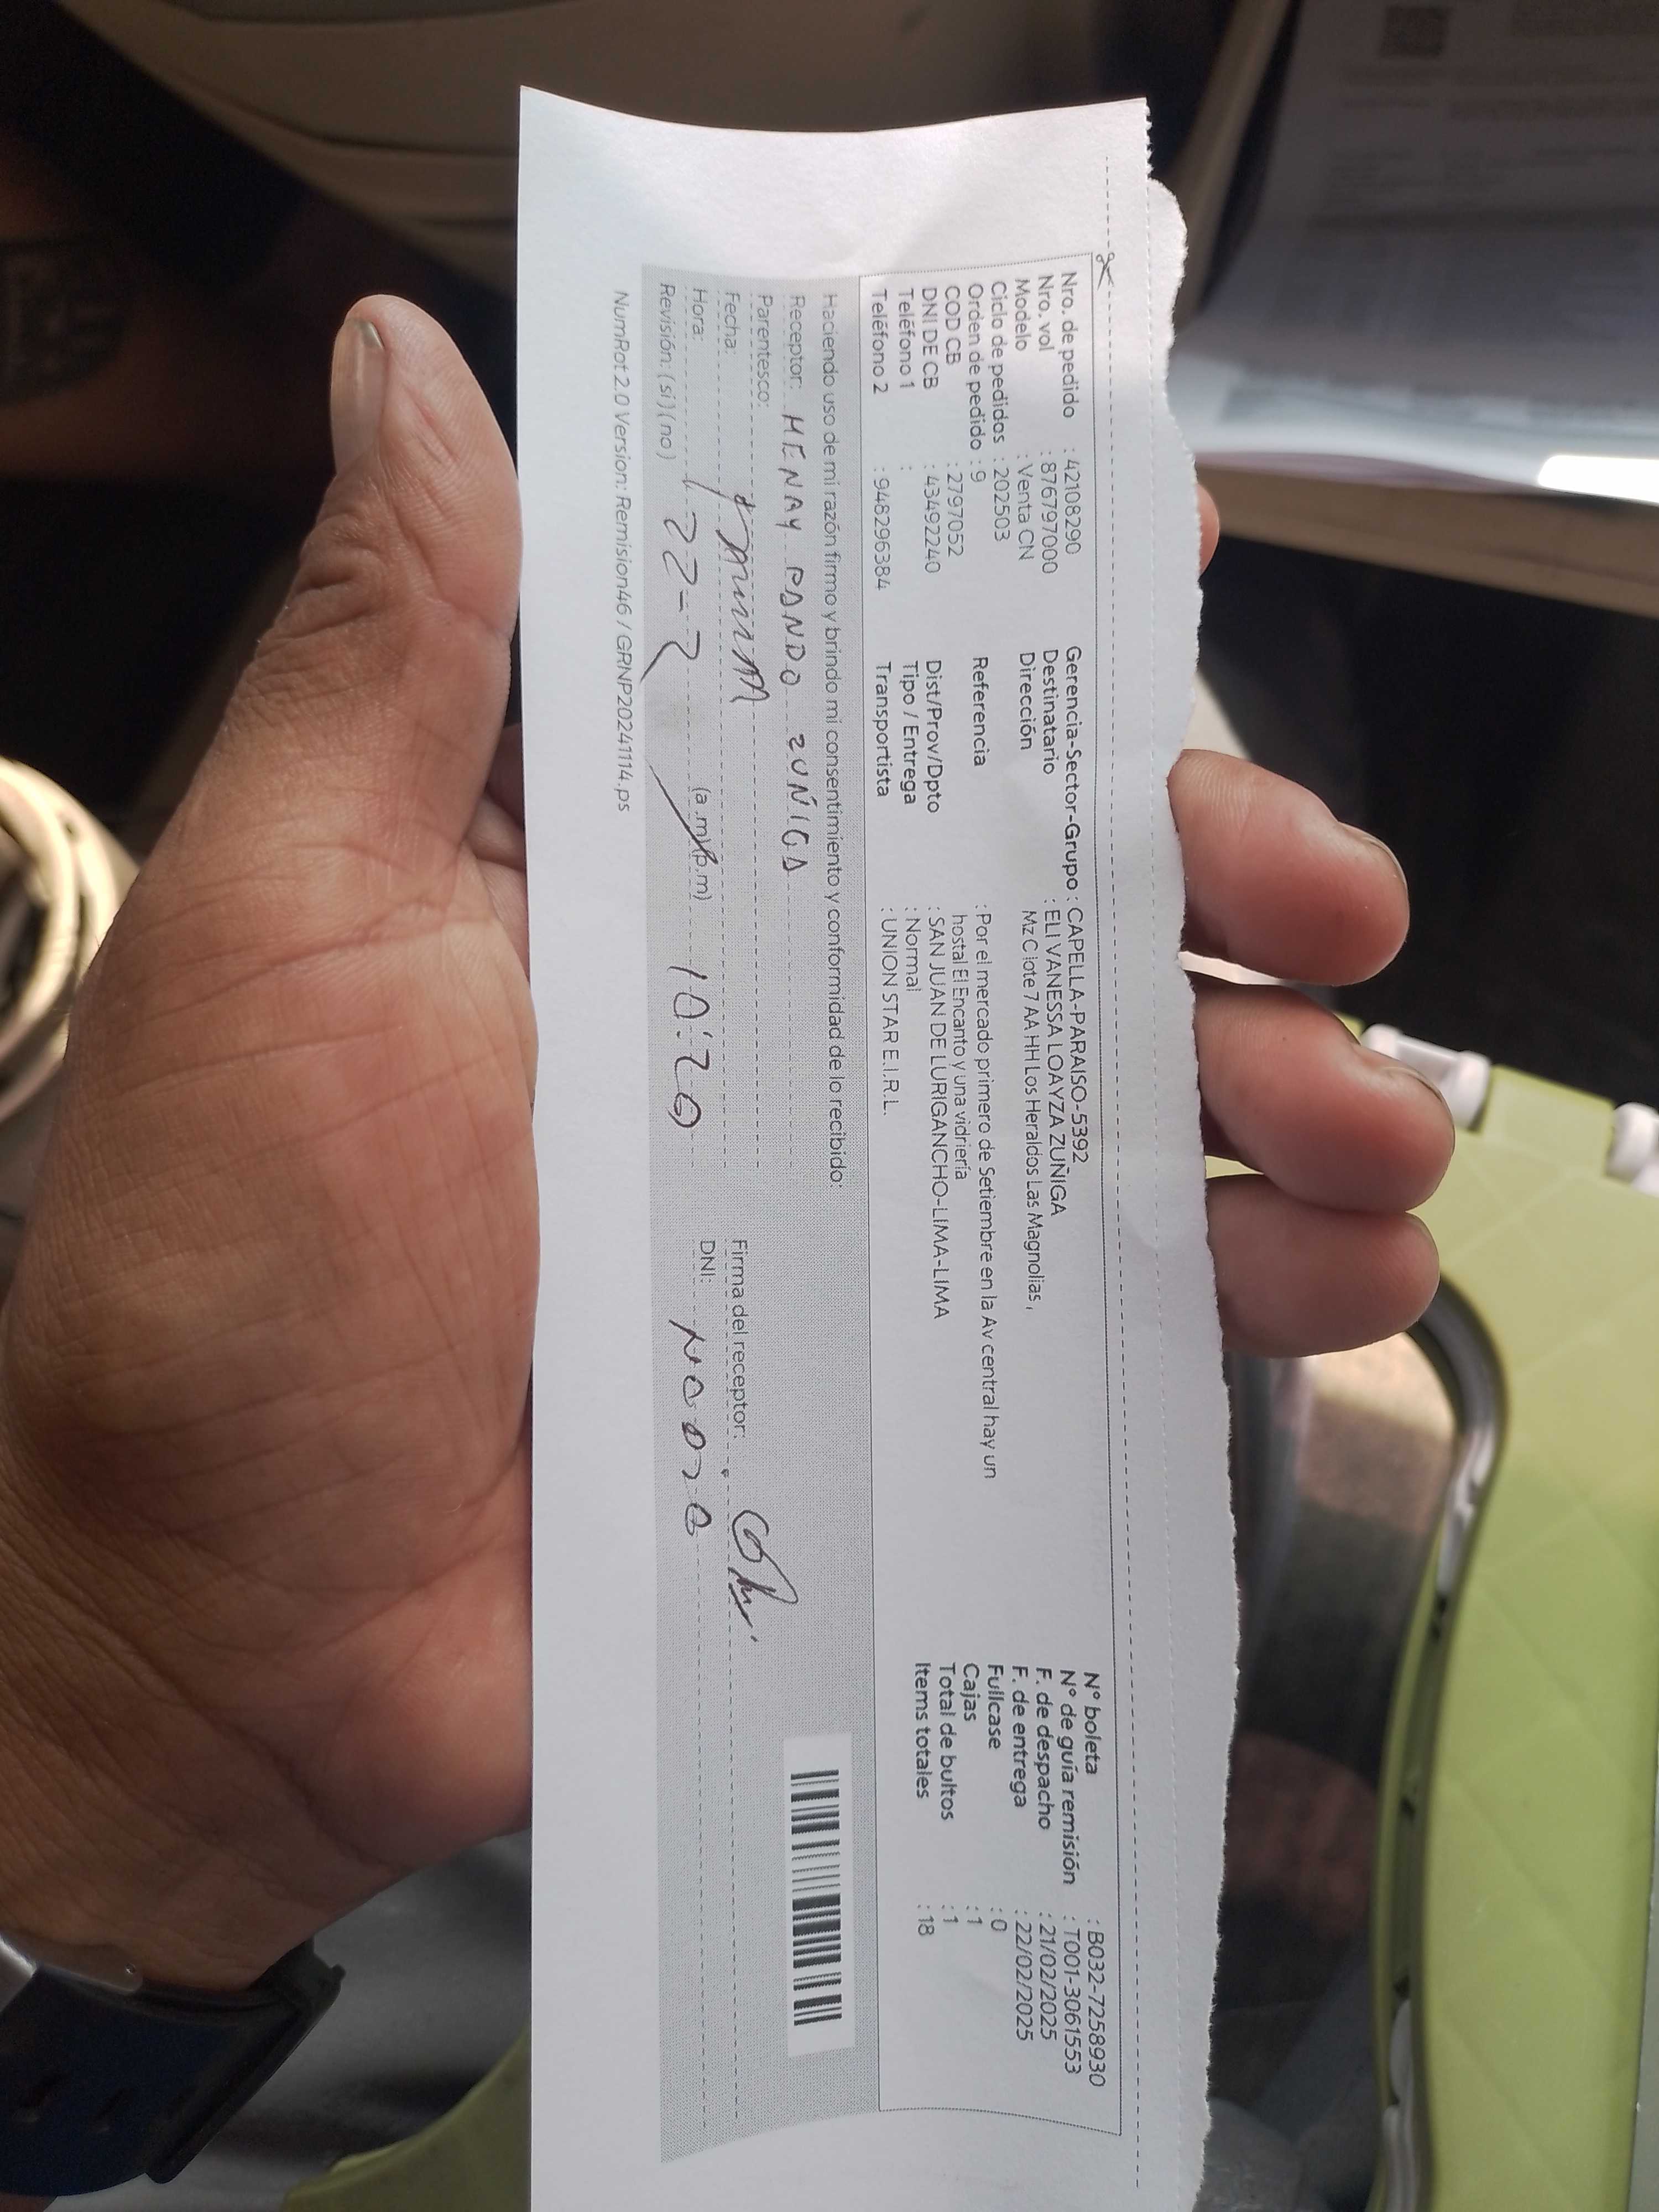 Nro. de pedido : 42108290 Gerencia-Sector-Grupo : CAPELLA-PARAISO-5392 N° boleta : B032-7258930
Nro. vol : 876797000 Destinatario : ELI VANESSA LOAYZA ZUÑIGA N° de guía remisión : T001-3061553
Modelo : Venta CN Dirección Mz C lote 7 AA HH Los Heraldos Las Magnolias, F. de despacho : 21/02/2025
Ciclo de pedidos : 202503 F. de entrega : 22/02/2025
Orden de pedido : 9 Referencia : Por el mercado primero de Setiembre en la Av central hay un Fullcase : 0
COD CB : 2797052 hostal El Encanto y una vidriería Cajas : 1
DNI DE CB : 43492240 Dist/Prov/Dpto : SAN JUAN DE LURIGANCHO-LIMA-LIMA Total de bultos : 1
Teléfono 1 : Tipo / Entrega : Normal Items totales : 18
Teléfono 2 : 948296384 Transportista : UNION STAR E.I.R.L.
Haciendo uso de mi razón firmo y brindo mi consentimiento y conformidad de lo recibido:
Receptor: HENRY PANDO ZUÑIGA
Parentesco:
Fecha: Firma del receptor:
Hora: 22-2 (a.m)(p.m) 10:20 DNI:
Revisión: (si) (no)
NumRot 2.0 Version: Remision46 / GRNP20241114.ps